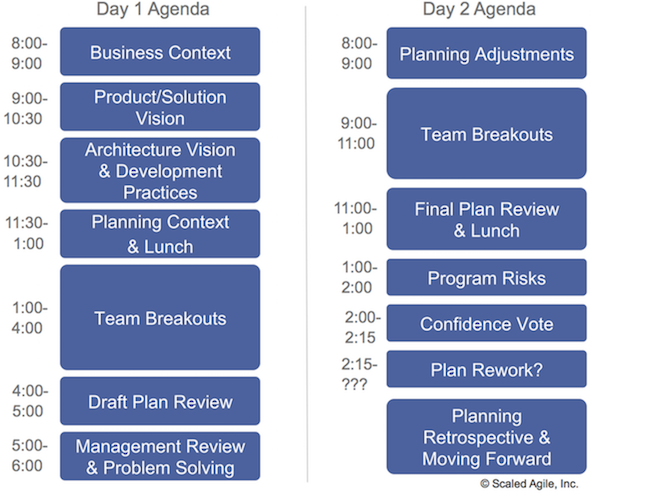 Day 1 Agenda
8:00-
9:00
Business Context
9:00-
10:30
Product/Solution
Vision
10:30-
11:30
Architecture Vision
& Development
Practices
11:30-
1:00
Planning Context
& Lunch
1:00-
4:00
Team Breakouts
4:00-
5:00
Draft Plan Review
5:00-
6:00
Management Review
& Problem Solving
Day 2 Agenda
8:00-
9:00
Planning Adjustments
9:00-
11:00
Team Breakouts
11:00-
1:00
Final Plan Review
& Lunch
1:00-
2:00
Program Risks
2:00-
2:15
Confidence Vote
2:15-
???
Plan Rework?
Planning
Retrospective &
Moving Forward
© Scaled Agile, Inc.